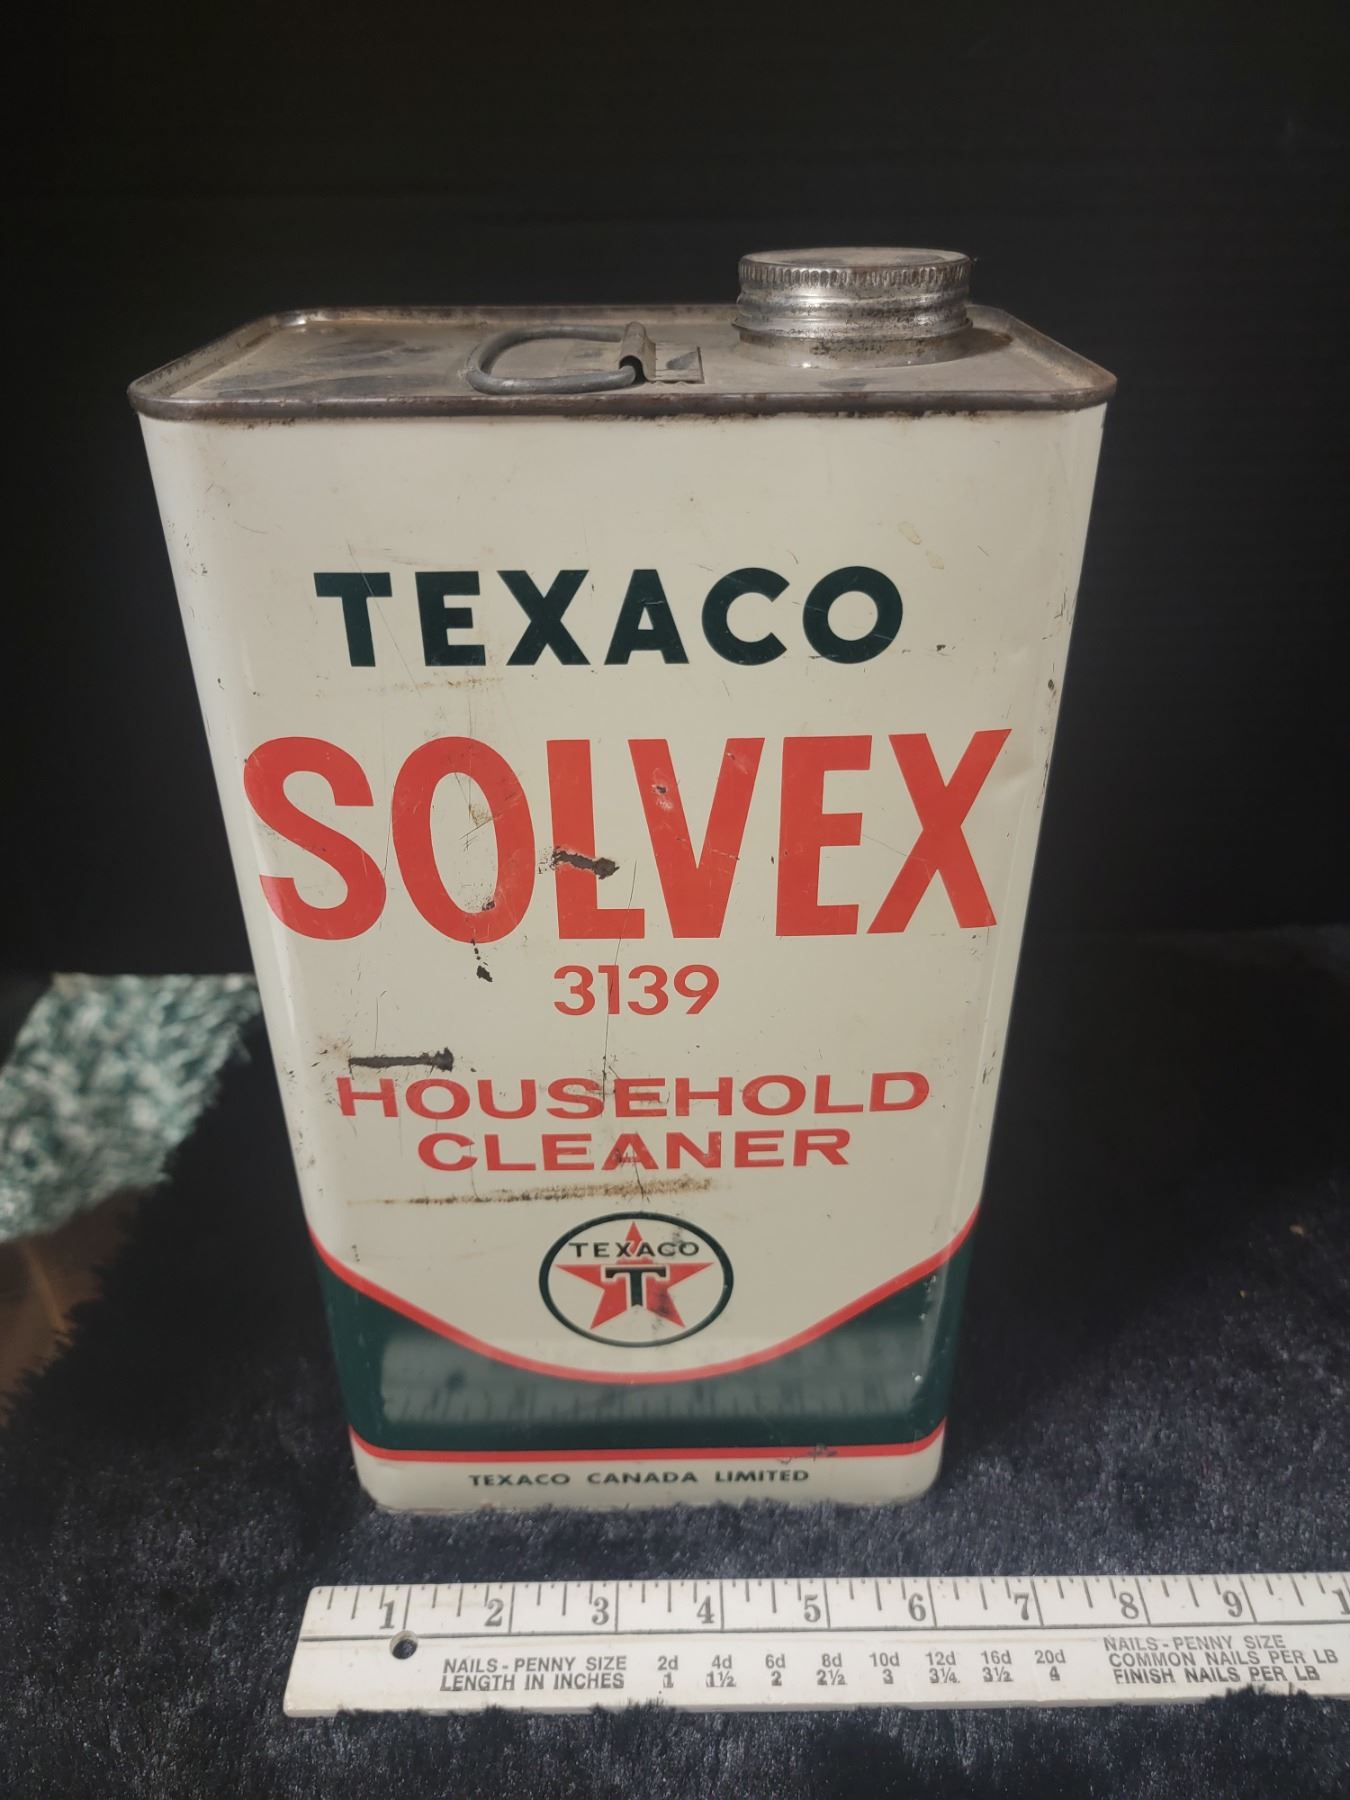 TEXACO
SOLVEX
3139
HOUSEHOLD
CLEANER
TEXACO
T
TEXACO CANADA LIMITED
1 2 3 4 5 6 7 8 9 1
NAILS - PENNY SIZE 2d 4d 6d 8d 10d 12d 16d 20d
LENGTH IN INCHES 1 1½ 2 2½ 3 3¼ 3½ 4
NAILS - PENNY SIZE
COMMON NAILS PER LB
FINISH NAILS PER LB